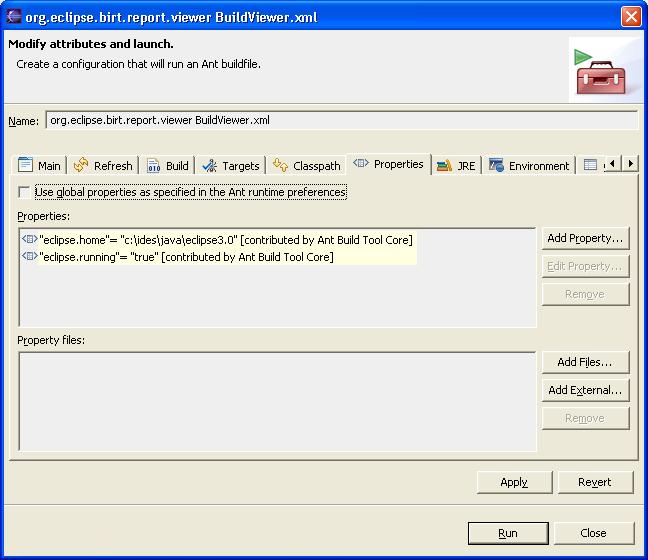 org.eclipse.birt.report.viewer BuildViewer.xml
Modify attributes and launch.
Create a configuration that will run an Ant buildfile.
Name: org.eclipse.birt.report.viewer BuildViewer.xml
Main Refresh Build Targets Classpath Properties JRE Environment
Use global properties as specified in the Ant runtime preferences
Properties:
"eclipse.home"= "c:\ides\java\eclipse3.0" [contributed by Ant Build Tool Core]
"eclipse.running"= "true" [contributed by Ant Build Tool Core]
Add Property...
Edit Property...
Remove
Property files:
Add Files...
Add External...
Remove
Apply Revert
Run Close